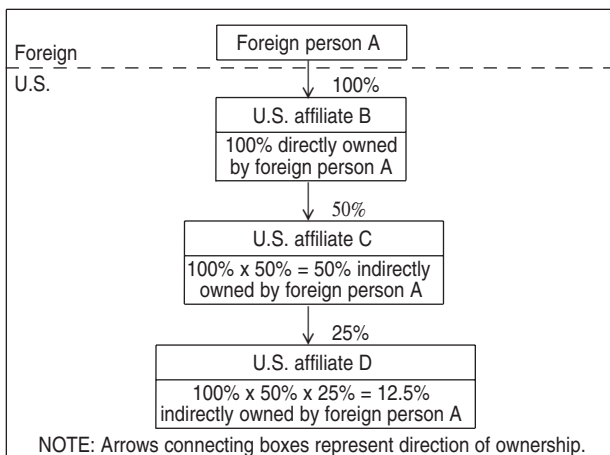 Foreign person A
Foreign
U.S.
100%
U.S. affiliate B
100% directly owned
by foreign person A
50%
U.S. affiliate C
100% x 50% = 50% indirectly
owned by foreign person A
25%
U.S. affiliate D
100% x 50% x 25% = 12.5%
indirectly owned by foreign person A
NOTE: Arrows connecting boxes represent direction of ownership.